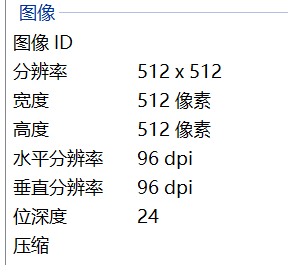 图像
图像 ID
分辨率 512 x 512
宽度 512 像素
高度 512 像素
水平分辨率 96 dpi
垂直分辨率 96 dpi
位深度 24
压缩